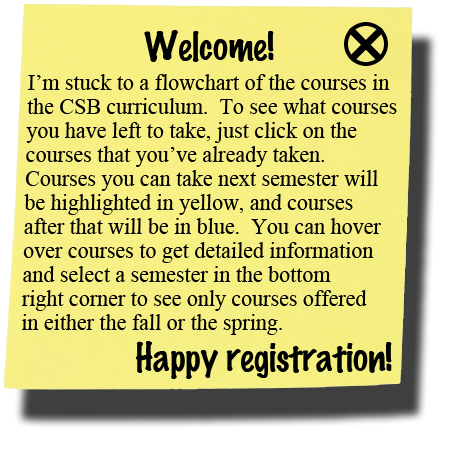 Welcome!
I'm stuck to a flowchart of the courses in
the CSB curriculum.  To see what courses
you have left to take, just click on the
courses that you've already taken.
Courses you can take next semester will
be highlighted in yellow, and courses
after that will be in blue.  You can hover
over courses to get detailed information
and select a semester in the bottom
right corner to see only courses offered
in either the fall or the spring.
Happy registration!